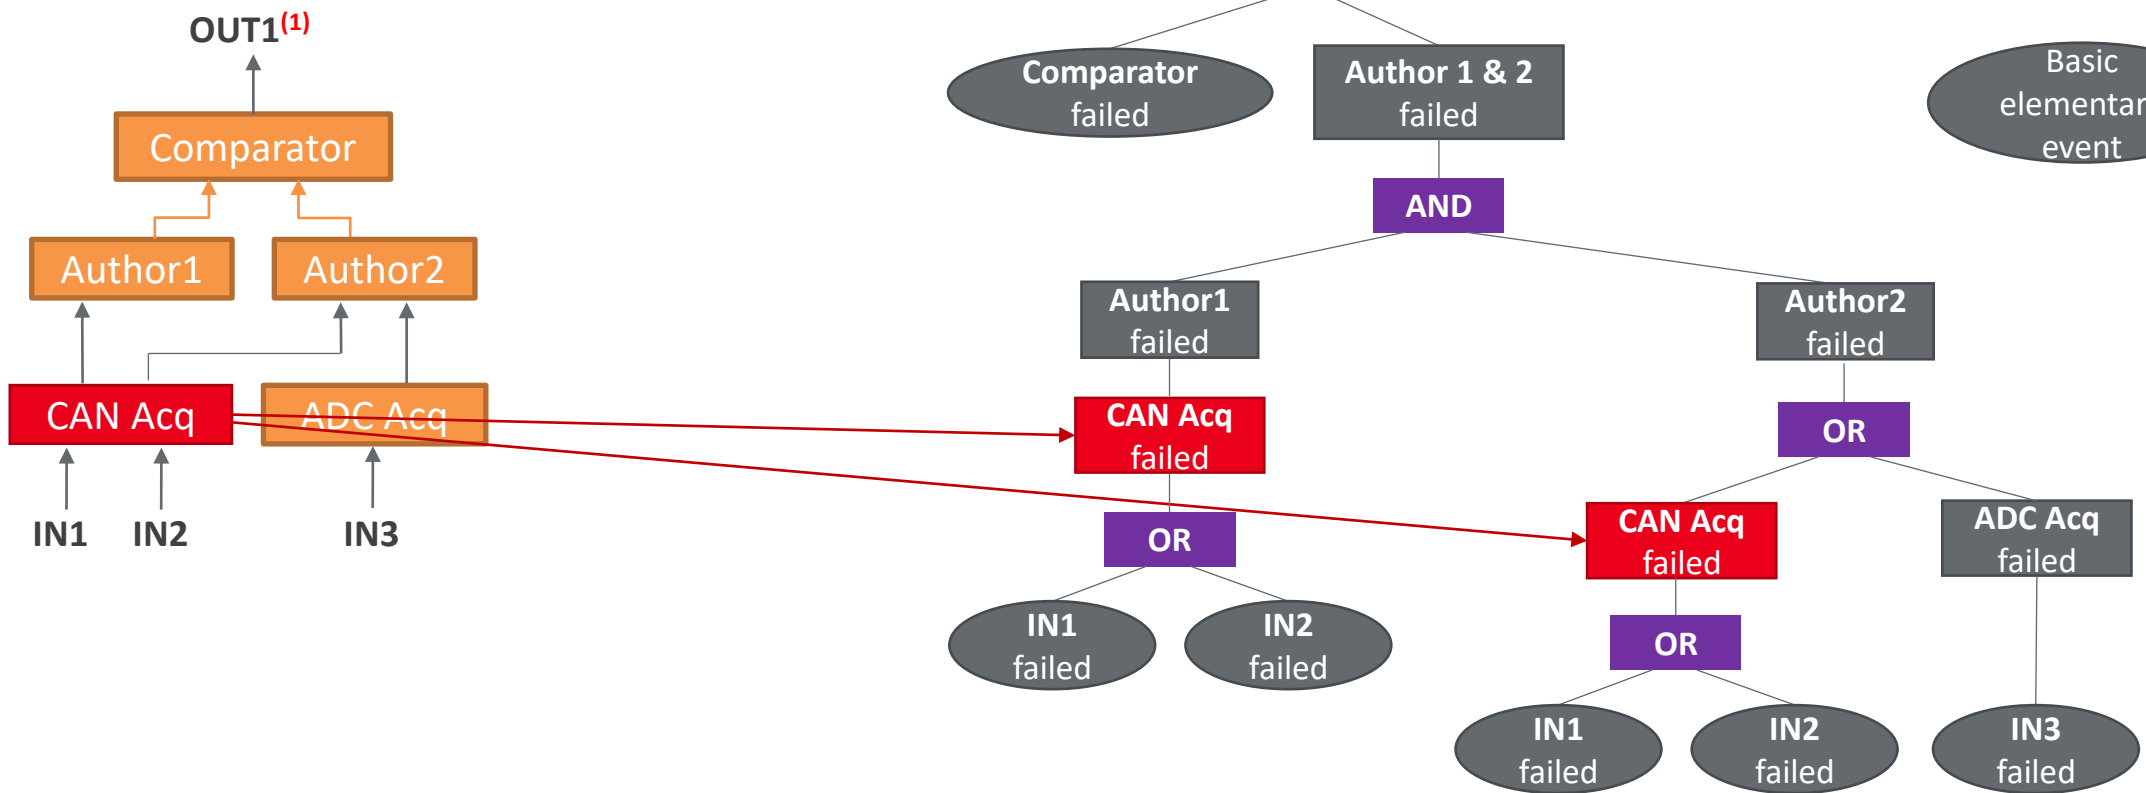 OUT1(1)
Comparator
Author1
Author2
CAN Acq
ADC Acq
IN1
IN2
IN3
Comparator
failed
Author 1 & 2
failed
AND
Author1
failed
Author2
failed
CAN Acq
failed
OR
OR
CAN Acq
failed
ADC Acq
failed
IN1
failed
IN2
failed
OR
IN1
failed
IN2
failed
IN3
failed
Basic
event